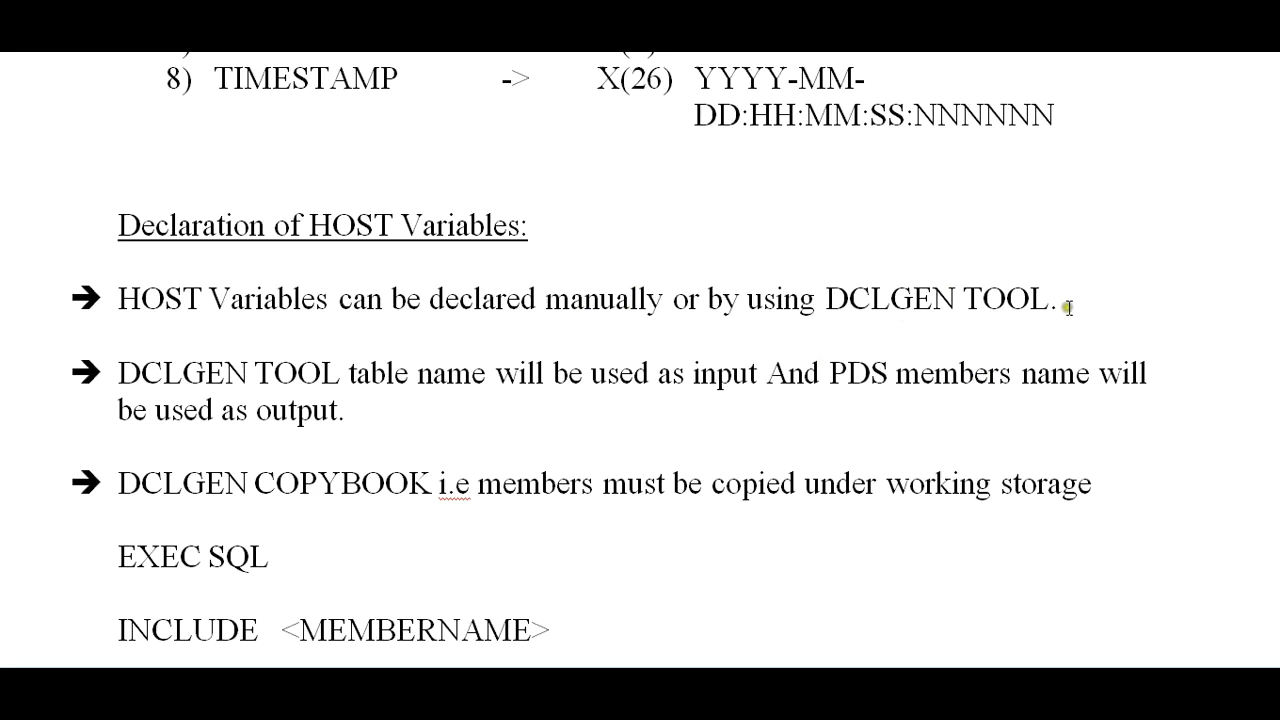 8) TIMESTAMP -> X(26) YYYY-MM-
DD:HH:MM:SS:NNNNNN
Declaration of HOST Variables:
➔ HOST Variables can be declared manually or by using DCLGEN TOOL.
➔ DCLGEN TOOL table name will be used as input And PDS members name will
be used as output.
➔ DCLGEN COPYBOOK i.e members must be copied under working storage
EXEC SQL
INCLUDE <MEMBERNAME>